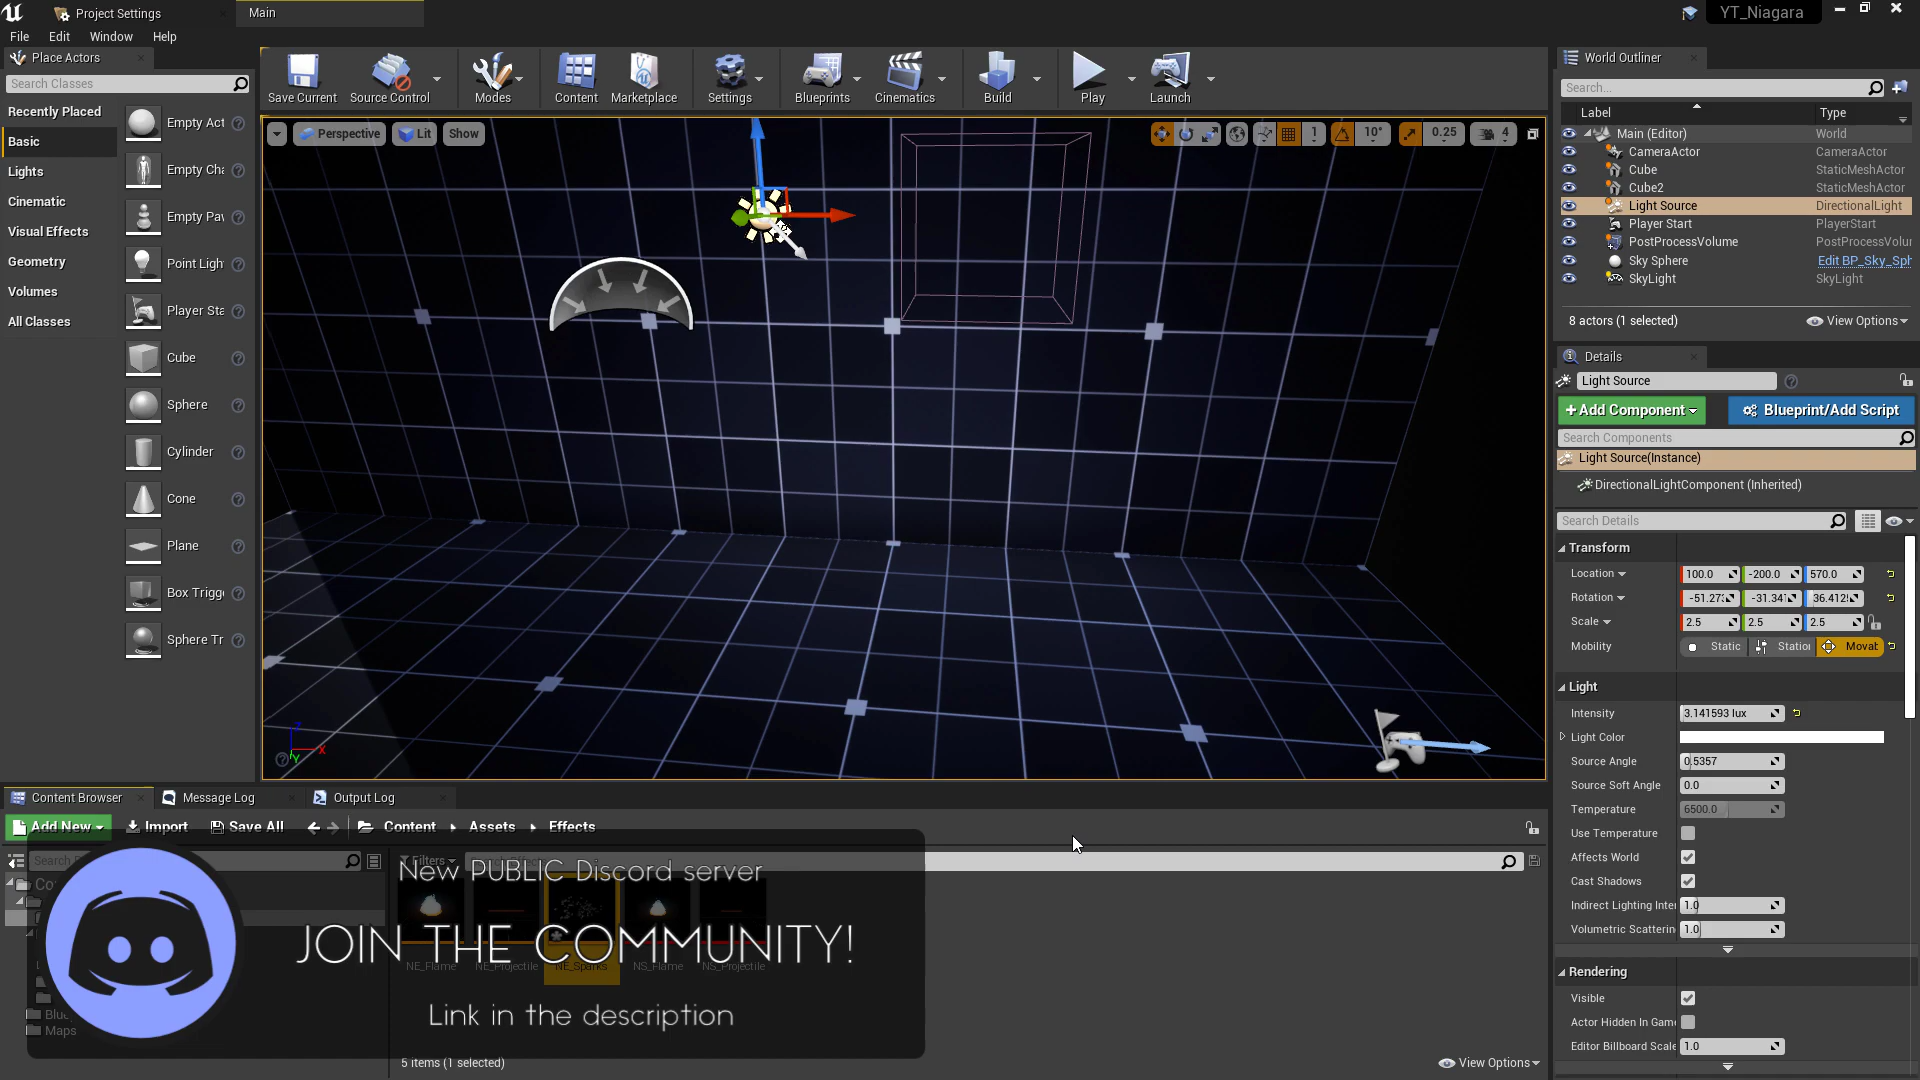 Project Settings
Main
YT_Niagara
File Edit Window Help
Place Actors
Search Classes
Recently Placed
Basic
Lights
Cinematic
Visual Effects
Geometry
Volumes
All Classes
Empty Act
Empty Cha
Empty Pav
Point Ligh
Player Sta
Cube
Sphere
Cylinder
Cone
Plane
Box Trigge
Sphere Tr
Save Current Source Control Modes Content Marketplace Settings Blueprints Cinematics Build Play Launch
Perspective Lit Show
1 10° 0.25 4
World Outliner
Search...
Label Type
Main (Editor) World
CameraActor CameraActor
Cube StaticMeshActor
Cube2 StaticMeshActor
Light Source DirectionalLight
Player Start PlayerStart
PostProcessVolume PostProcessVolur
Sky Sphere Edit BP_Sky_Sph
SkyLight SkyLight
8 actors (1 selected) View Options
Details
Light Source
+Add Component Blueprint/Add Script
Search Components
Light Source(Instance)
DirectionalLightComponent (Inherited)
Search Details
Transform
Location 100.0 -200.0 570.0
Rotation -51.27 -31.341 36.412
Scale 2.5 2.5 2.5
Mobility Static Station Movab
Light
Intensity 3.141593 lux
Light Color
Source Angle 0.5357
Source Soft Angle 0.0
Temperature 6500.0
Use Temperature
Affects World
Cast Shadows
Indirect Lighting Inter 1.0
Volumetric Scattering 1.0
Rendering
Visible
Actor Hidden In Game
Editor Billboard Scale 1.0
X
Y
Content Browser Message Log Output Log
Add New Import Save All Content Assets Effects
Filters
New PUBLIC Discord server
JOIN THE COMMUNITY!
Link in the description
NE_Flame NE_Projectile NE_Sparks NS_Flame NS_Projectile
Maps
5 items (1 selected) View Options